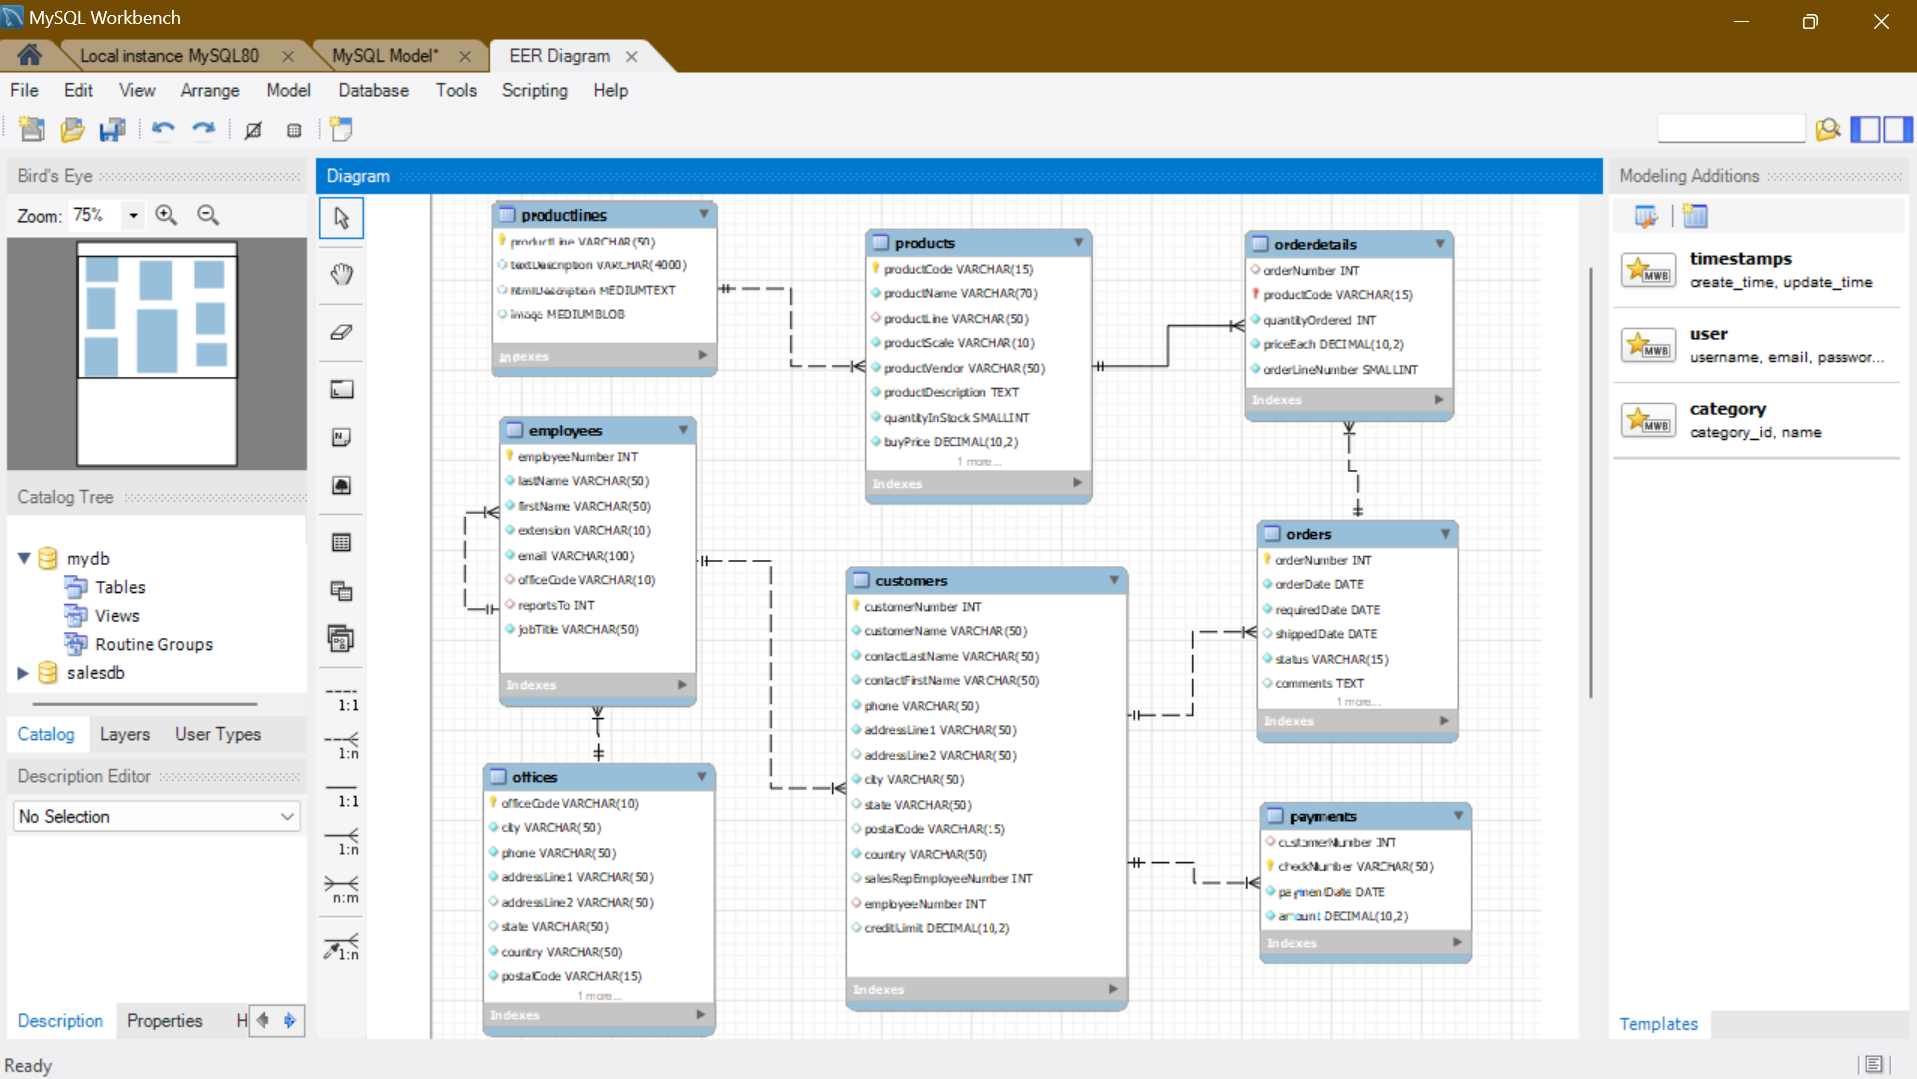 MySQL Workbench
Local instance MySQL80
MySQL Model*
EER Diagram
File Edit View Arrange Model Database Tools Scripting Help
Bird's Eye
Zoom: 75%
Catalog Tree
mydb
Tables
Views
Routine Groups
salesdb
Catalog Layers User Types
Description Editor
No Selection
Description Properties H
Ready
Diagram
1:1
1:n
1:1
1:n
n:m
1:n
productlines
productLine VARCHAR(50)
textDescription VARCHAR(4000)
htmlDescription MEDIUMTEXT
image MEDIUMBLOB
Indexes
employees
employeeNumber INT
lastName VARCHAR(50)
firstName VARCHAR(50)
extension VARCHAR(10)
email VARCHAR(100)
officeCode VARCHAR(10)
reportsTo INT
jobTitle VARCHAR(50)
Indexes
offices
officeCode VARCHAR(10)
city VARCHAR(50)
phone VARCHAR(50)
addressLine1 VARCHAR(50)
addressLine2 VARCHAR(50)
state VARCHAR(50)
country VARCHAR(50)
postalCode VARCHAR(15)
1 more...
Indexes
products
productCode VARCHAR(15)
productName VARCHAR(70)
productLine VARCHAR(50)
productScale VARCHAR(10)
productVendor VARCHAR(50)
productDescription TEXT
quantityInStock SMALLINT
buyPrice DECIMAL(10,2)
1 more...
Indexes
customers
customerNumber INT
customerName VARCHAR(50)
contactLastName VARCHAR(50)
contactFirstName VARCHAR(50)
phone VARCHAR(50)
addressLine1 VARCHAR(50)
addressLine2 VARCHAR(50)
city VARCHAR(50)
state VARCHAR(50)
postalCode VARCHAR(15)
country VARCHAR(50)
salesRepEmployeeNumber INT
employeeNumber INT
creditLimit DECIMAL(10,2)
Indexes
orderdetails
orderNumber INT
productCode VARCHAR(15)
quantityOrdered INT
priceEach DECIMAL(10,2)
orderLineNumber SMALLINT
Indexes
orders
orderNumber INT
orderDate DATE
requiredDate DATE
shippedDate DATE
status VARCHAR(15)
comments TEXT
1 more...
Indexes
payments
customerNumber INT
checkNumber VARCHAR(50)
paymentDate DATE
amount DECIMAL(10,2)
Indexes
Modeling Additions
MWB
timestamps
create_time, update_time
MWB
user
username, email, passwor...
MWB
category
category_id, name
Templates